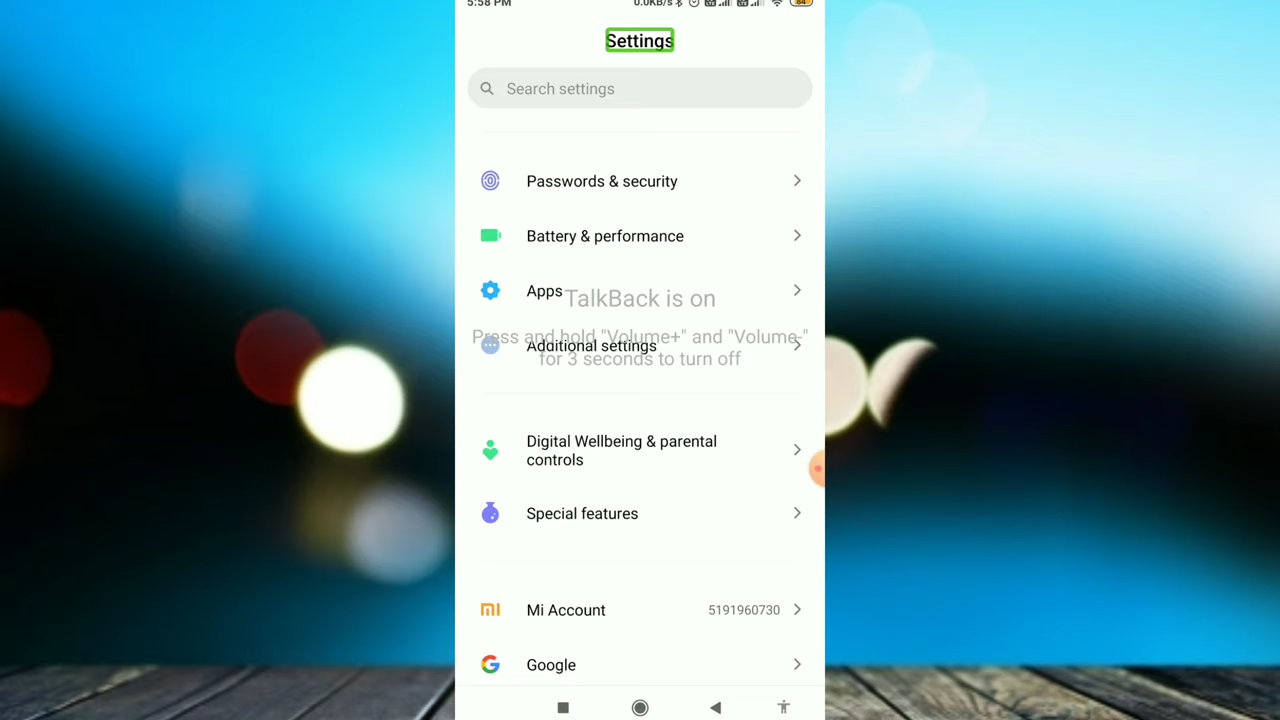 5:58 PM 0.0KB/s 84
Settings
Search settings
Passwords & security
Battery & performance
Apps
TalkBack is on
Press and hold "Volume+" and "Volume-"
Additional settings
for 3 seconds to turn off
Digital Wellbeing & parental
controls
Special features
Mi Account 5191960730
Google